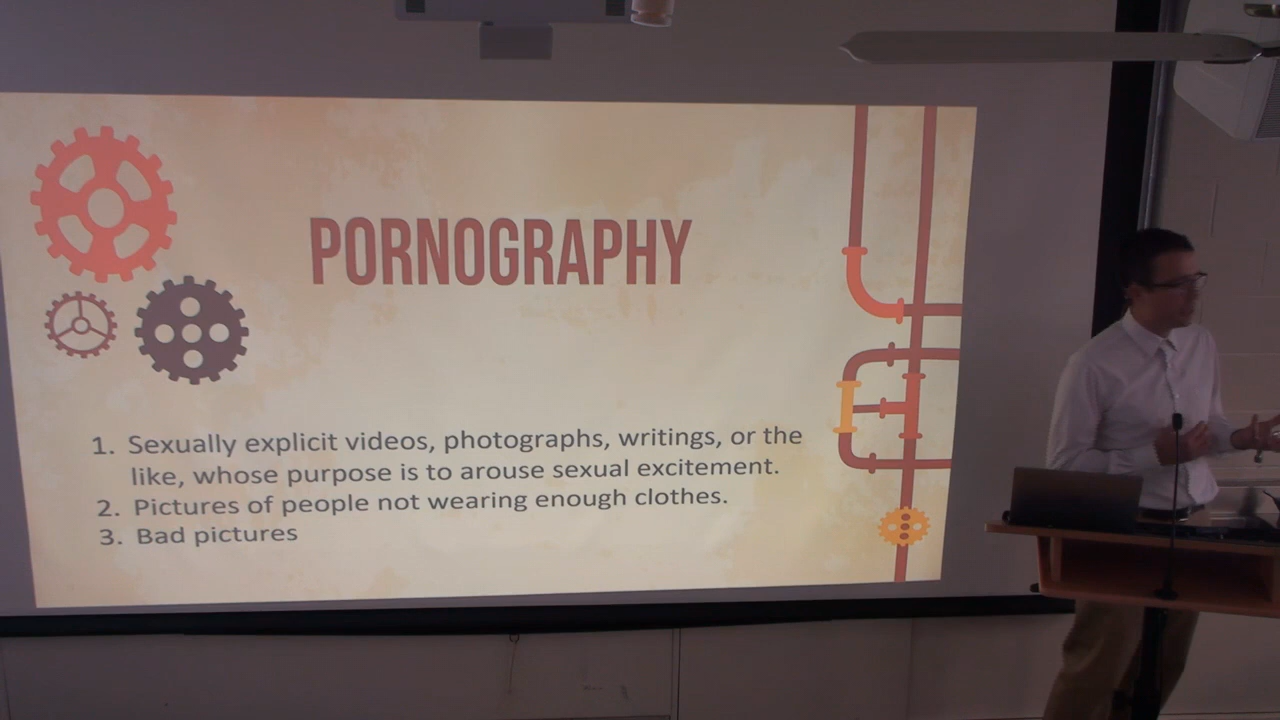 PORNOGRAPHY
1. Sexually explicit videos, photographs, writings, or the
like, whose purpose is to arouse sexual excitement.
2. Pictures of people not wearing enough clothes.
3. Bad pictures